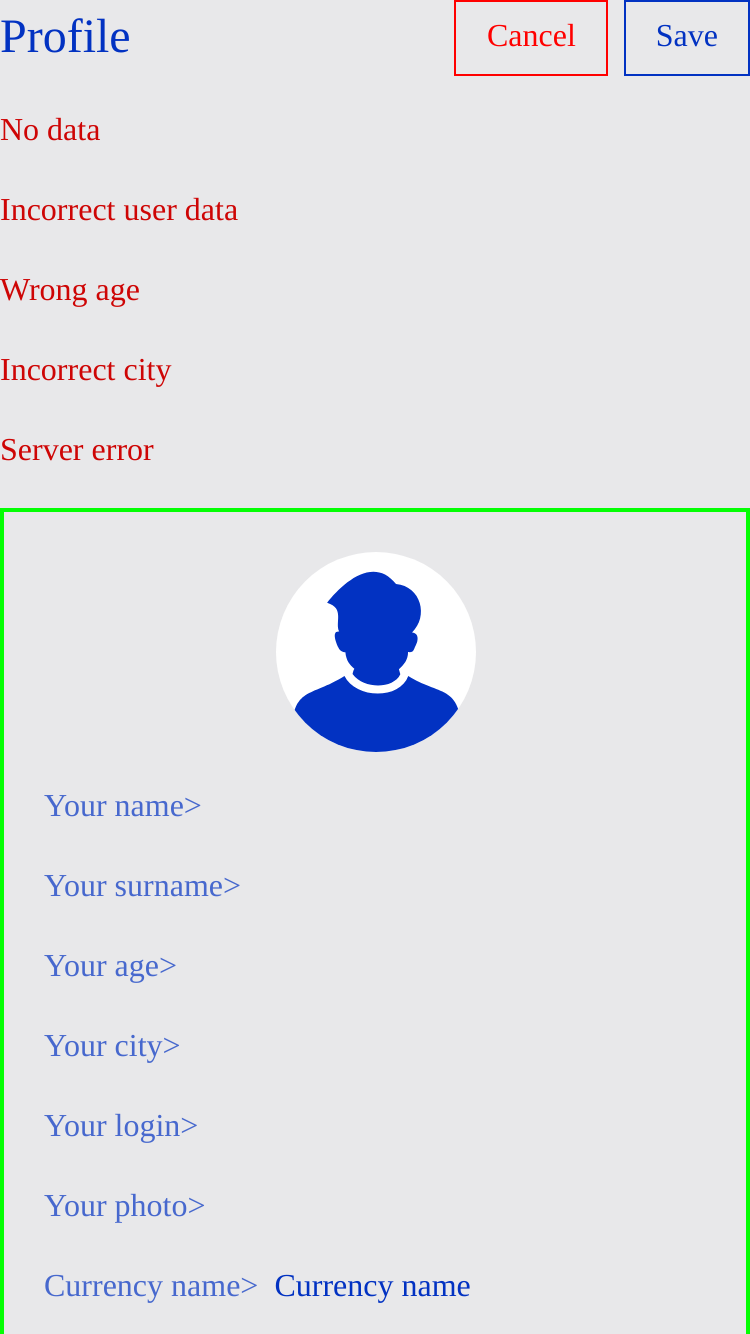 Profile
Cancel
Save
No data
Incorrect user data
Wrong age
Incorrect city
Server error
Your name>
Your surname>
Your age>
Your city>
Your login>
Your photo>
Currency name> Currency name